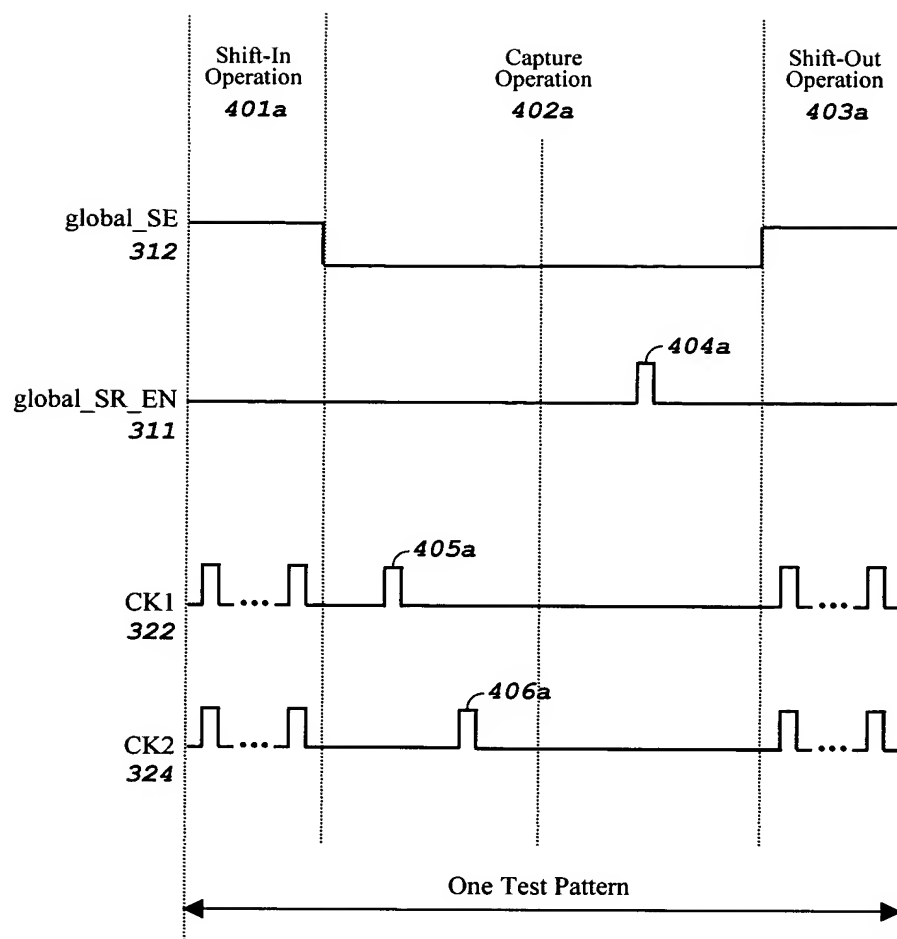 Shift-In
Operation
401a
Capture
Operation
402a
Shift-Out
Operation
403a
global_SE
312
404a
global_SR_EN
311
405a
CK1
322
406a
CK2
324
One Test Pattern